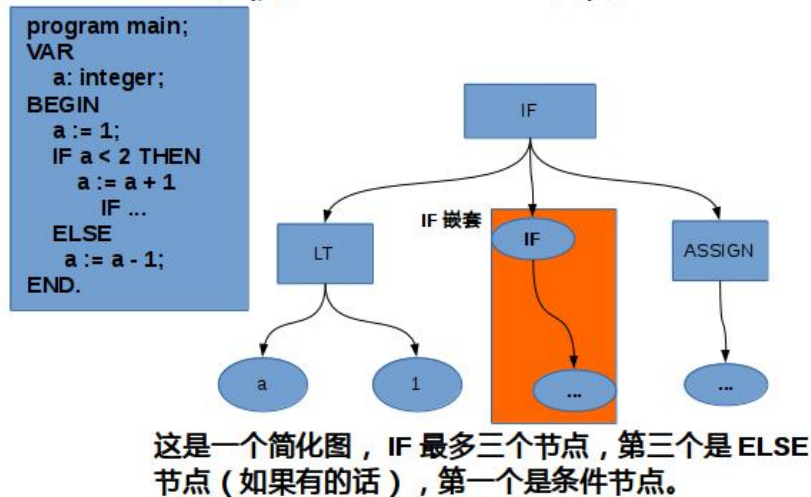 program main;
VAR
a: integer;
BEGIN
a := 1;
IF a < 2 THEN
a := a + 1
IF ...
ELSE
a := a - 1;
END.
IF
IF 嵌套
IF
LT
ASSIGN
a
1
...
...
这是一个简化图，IF 最多三个节点，第三个是 ELSE
节点（如果有的话），第一个是条件节点。